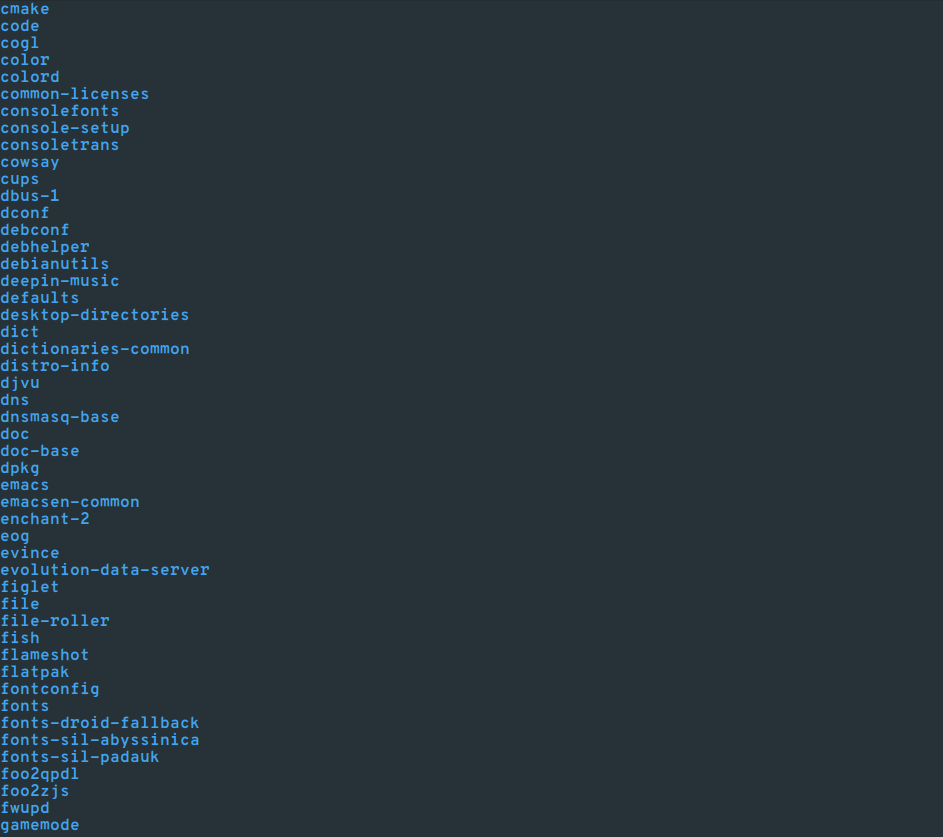 cmake
code
cogl
color
colord
common-licenses
consolefonts
console-setup
consoletrans
cowsay
cups
dbus-1
dconf
debconf
debhelper
debianutils
deepin-music
defaults
desktop-directories
dict
dictionaries-common
distro-info
djvu
dns
dnsmasq-base
doc
doc-base
dpkg
emacs
emacsen-common
enchant-2
eog
evince
evolution-data-server
figlet
file
file-roller
fish
flameshot
flatpak
fontconfig
fonts
fonts-droid-fallback
fonts-sil-abyssinica
fonts-sil-padauk
foo2qpdl
foo2zjs
fwupd
gamemode